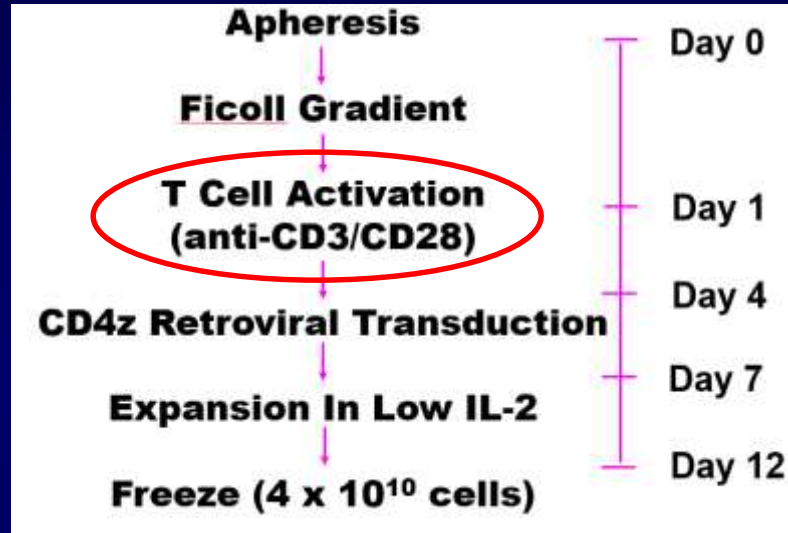 Apheresis
Ficoll Gradient
T Cell Activation
(anti-CD3/CD28)
CD4z Retroviral Transduction
Expansion In Low IL-2
Freeze (4 x 10¹⁰ cells)
Day 0
Day 1
Day 4
Day 7
Day 12